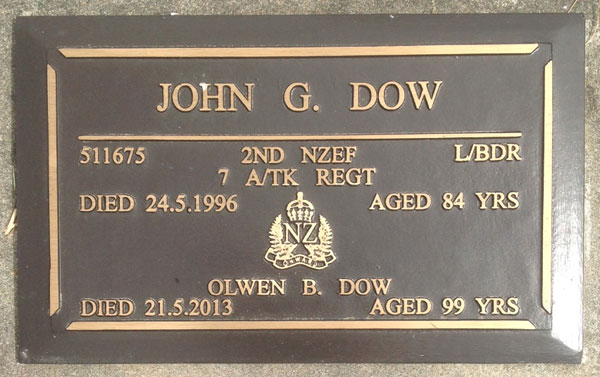 JOHN G. DOW
511675 2ND NZEF L/BDR
7 A/TK REGT
DIED 24.5.1996 AGED 84 YRS
NZ
ONWARD
OLWEN B. DOW
DIED 21.5.2013 AGED 99 YRS